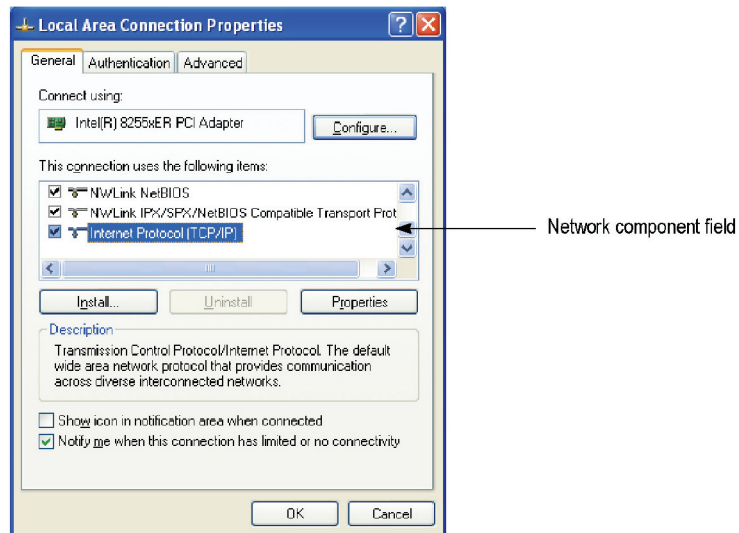 Local Area Connection Properties
General Authentication Advanced
Connect using:
Intel(R) 8255xER PCI Adapter
Configure...
This connection uses the following items:
NWLink NetBIOS
NWLink IPX/SPX/NetBIOS Compatible Transport Prot
Internet Protocol (TCP/IP)
Network component field
Install... Uninstall Properties
Description
Transmission Control Protocol/Internet Protocol. The default
wide area network protocol that provides communication
across diverse interconnected networks.
Show icon in notification area when connected
Notify me when this connection has limited or no connectivity
OK Cancel